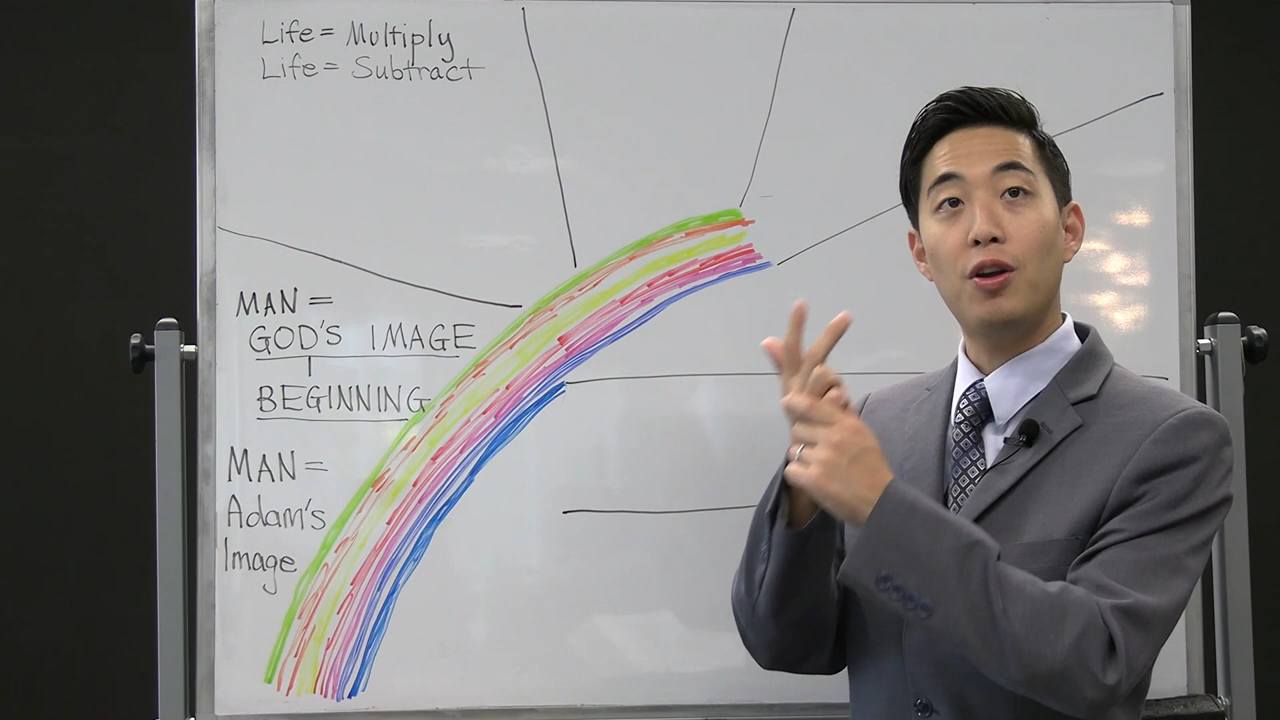 Life = Multiply
Life = Subtract
MAN =
GOD'S IMAGE
BEGINNING
MAN =
Adam's
Image